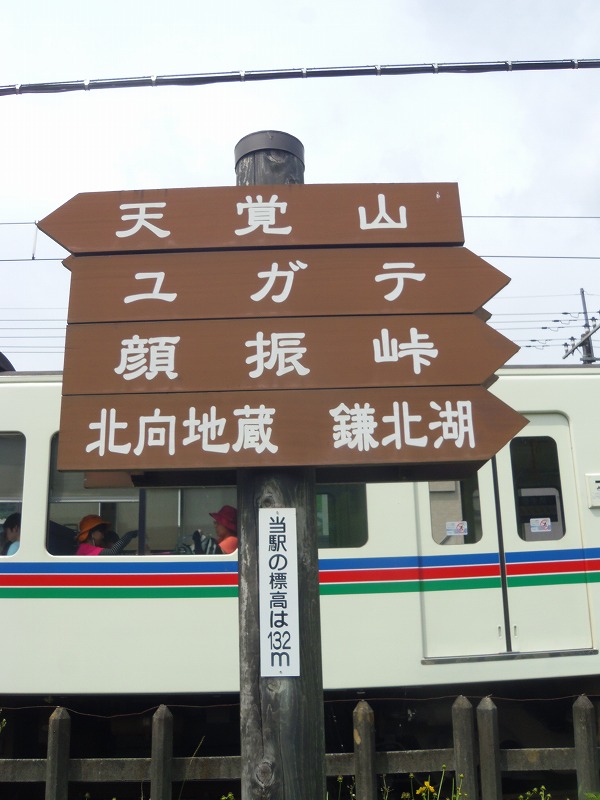 天覚山
ユガテ
顔振峠
北向地蔵 鎌北湖
当駅の標高は132m